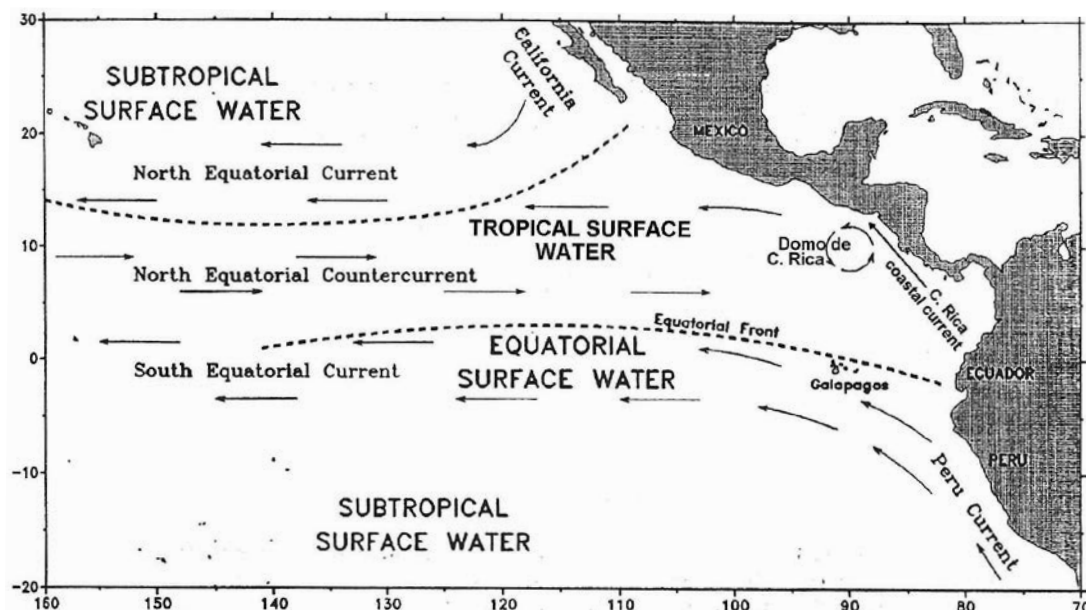 30
20
10
0
-10
-20
160
150
140
130
120
110
100
90
80
70
SUBTROPICAL
SURFACE WATER
California
Current
MEXICO
North Equatorial Current
TROPICAL SURFACE
WATER
Domo de
C. Rica
C. Rica
coastal current
North Equatorial Countercurrent
Equatorial Front
EQUATORIAL
SURFACE WATER
South Equatorial Current
Galapagos
ECUADOR
PERU
Peru Current
SUBTROPICAL
SURFACE WATER